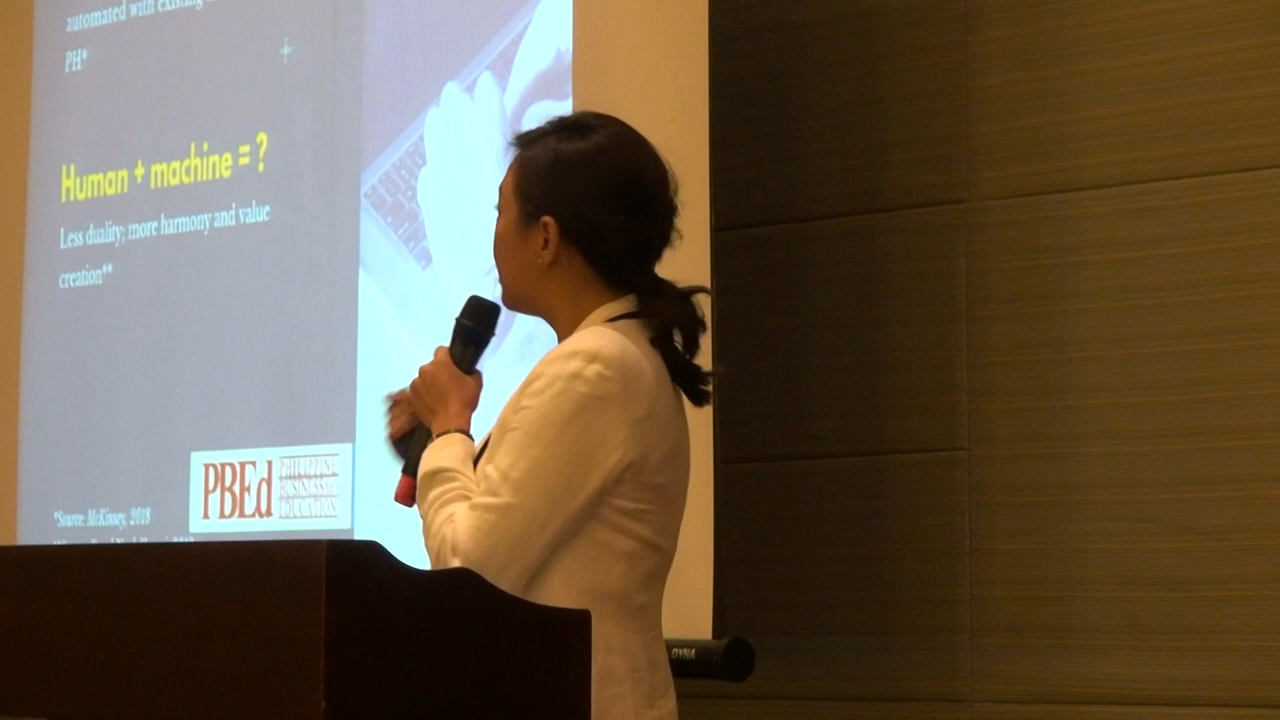 automated with existing
PH*
Human + machine = ?
Less duality; more harmony and value
creation**
PBEd
PHILIPPINE
BUSINESS for
EDUCATION
*Source: McKinsey, 2018
DYNA